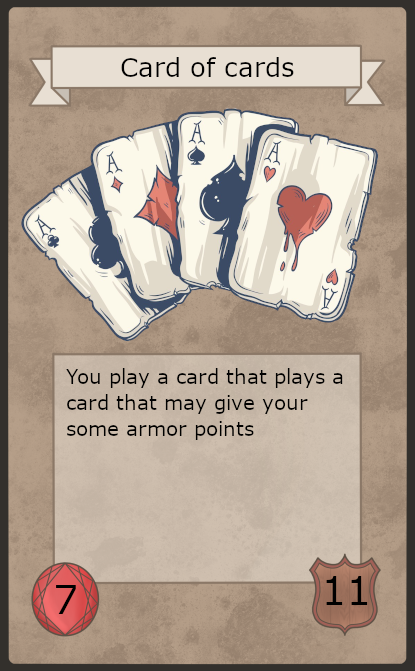 Card of cards
A
A
A
A
A
You play a card that plays a
card that may give your
some armor points
7
11